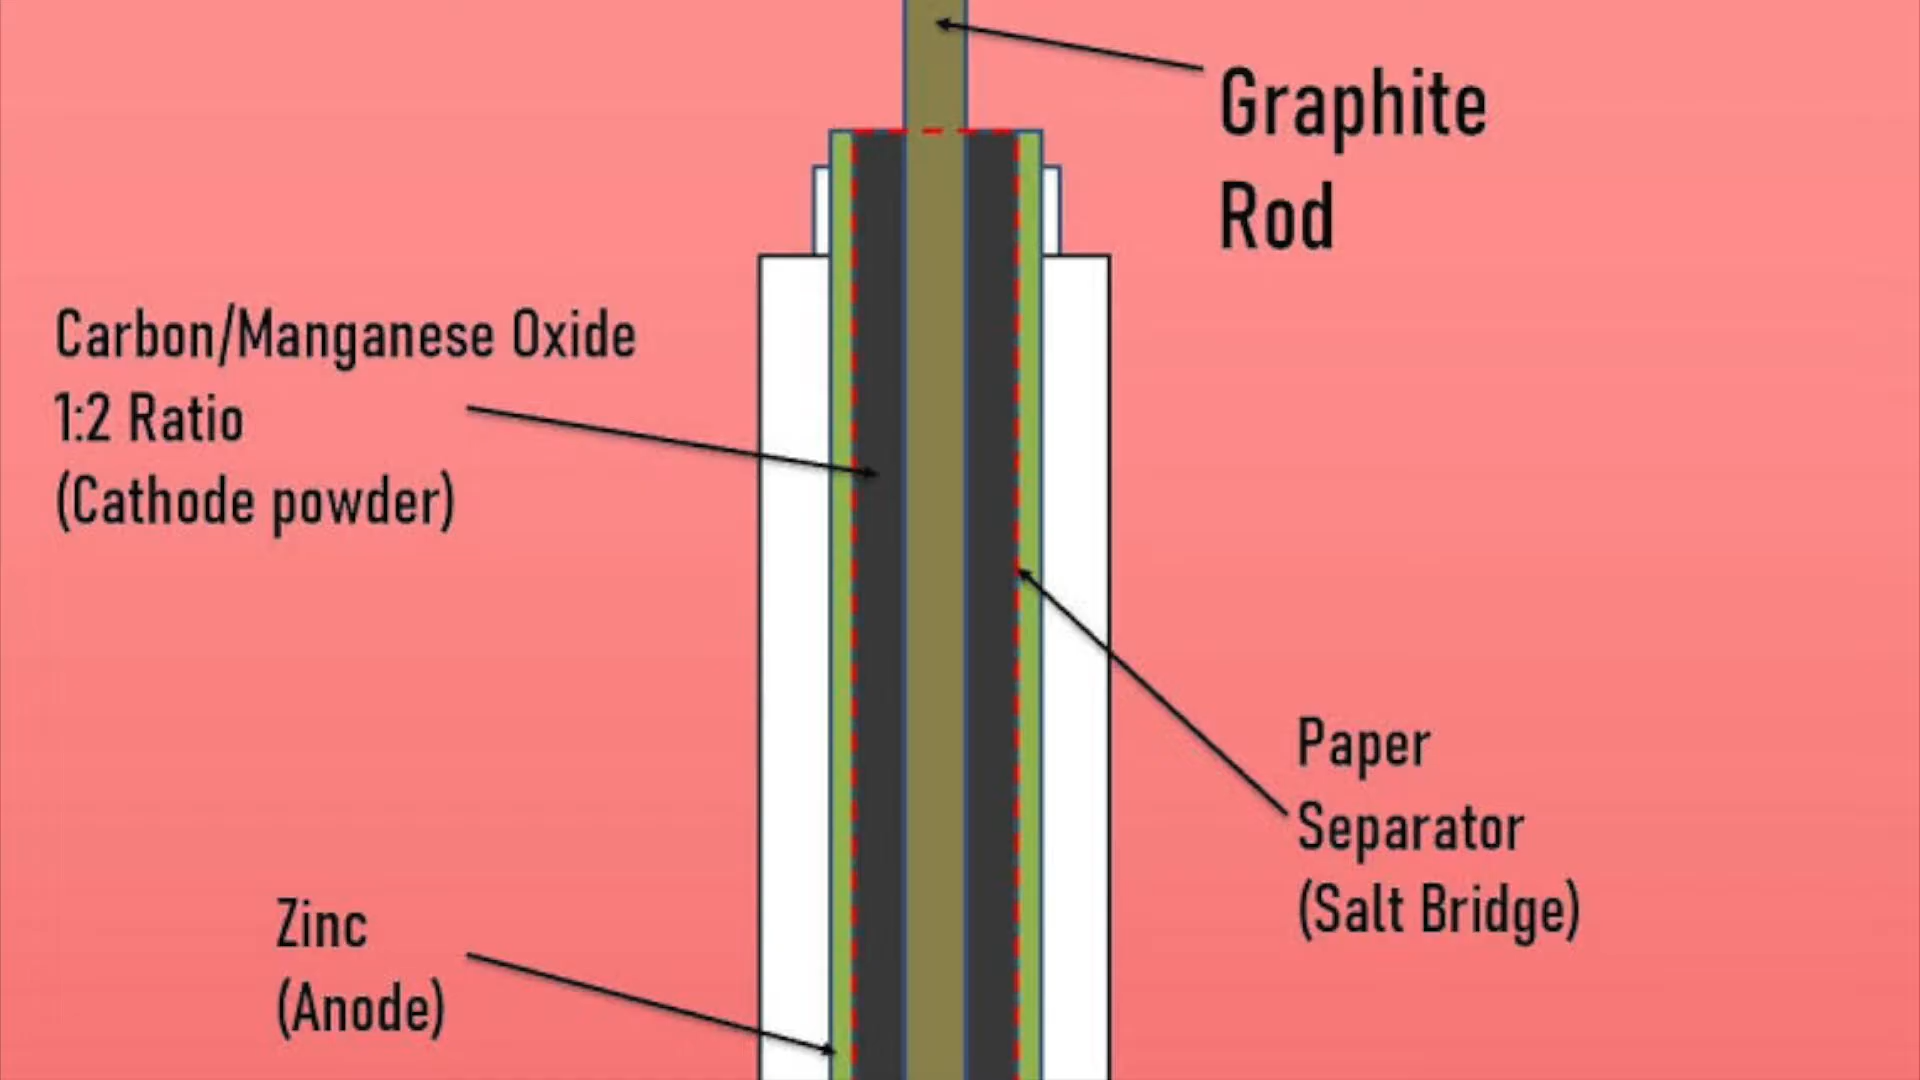 Graphite
Rod
Carbon/Manganese Oxide
1:2 Ratio
(Cathode powder)
Paper
Separator
(Salt Bridge)
Zinc
(Anode)